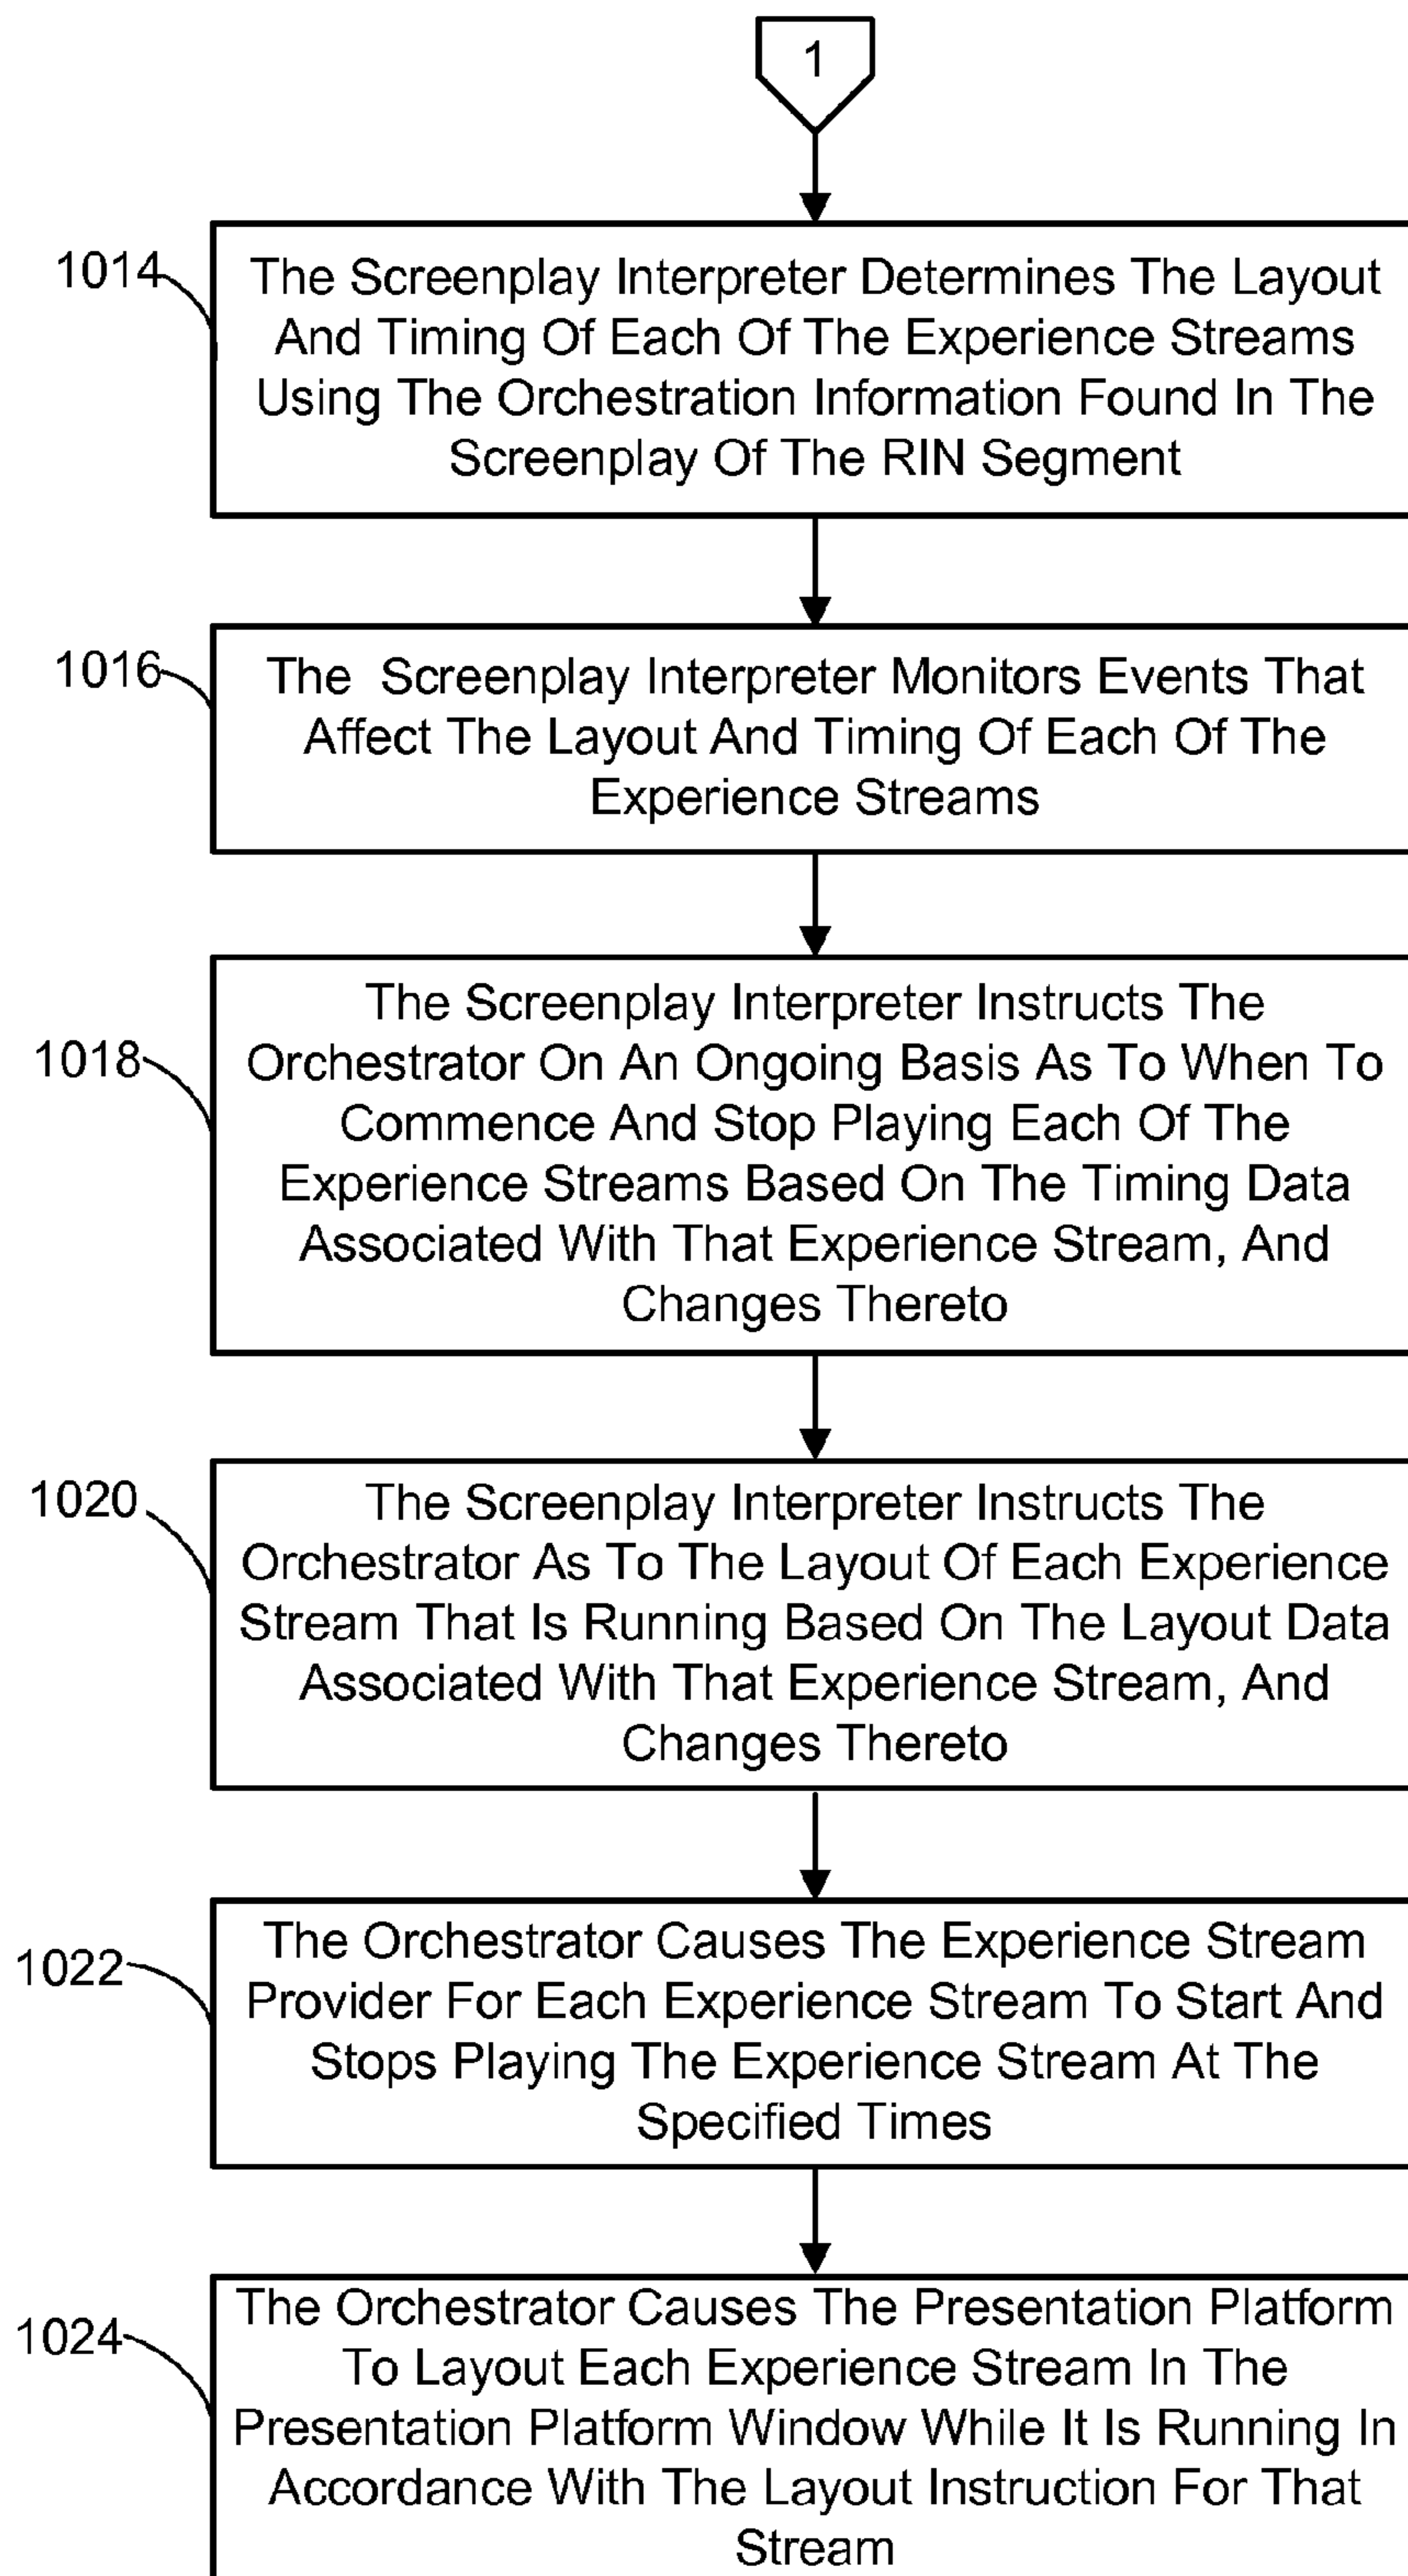 1
1014
The Screenplay Interpreter Determines The Layout
And Timing Of Each Of The Experience Streams
Using The Orchestration Information Found In The
Screenplay Of The RIN Segment
1016
The Screenplay Interpreter Monitors Events That
Affect The Layout And Timing Of Each Of The
Experience Streams
1018
The Screenplay Interpreter Instructs The
Orchestrator On An Ongoing Basis As To When To
Commence And Stop Playing Each Of The
Experience Streams Based On The Timing Data
Associated With That Experience Stream, And
Changes Thereto
1020
The Screenplay Interpreter Instructs The
Orchestrator As To The Layout Of Each Experience
Stream That Is Running Based On The Layout Data
Associated With That Experience Stream, And
Changes Thereto
1022
The Orchestrator Causes The Experience Stream
Provider For Each Experience Stream To Start And
Stops Playing The Experience Stream At The
Specified Times
1024
The Orchestrator Causes The Presentation Platform
To Layout Each Experience Stream In The
Presentation Platform Window While It Is Running In
Accordance With The Layout Instruction For That
Stream